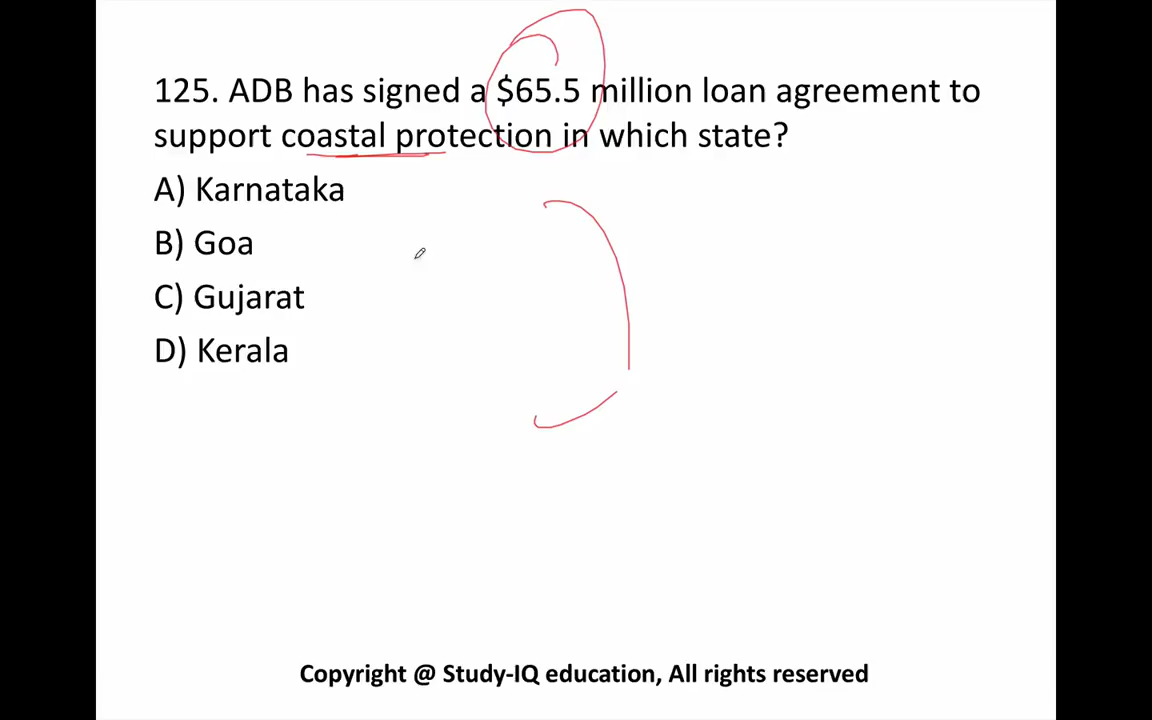 125. ADB has signed a $65.5 million loan agreement to
support coastal protection in which state?
A) Karnataka
B) Goa
C) Gujarat
D) Kerala
Copyright @ Study-IQ education, All rights reserved